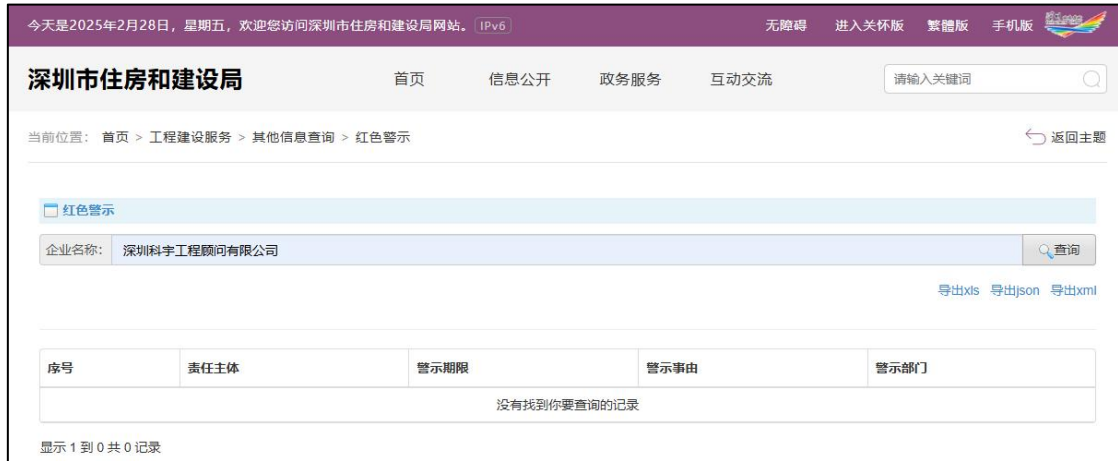 今天是2025年2月28日，星期五，欢迎您访问深圳市住房和建设局网站。 IPv6 无障碍 进入关怀版 繁體版 手机版
深圳市住房和建设局 首页 信息公开 政务服务 互动交流 请输入关键词
当前位置： 首页 > 工程建设服务 > 其他信息查询 > 红色警示 返回主题
红色警示
企业名称： 深圳科宇工程顾问有限公司 查询
导出xls 导出json 导出xml
序号 责任主体 警示期限 警示事由 警示部门
没有找到你要查询的记录
显示 1 到 0 共 0 记录